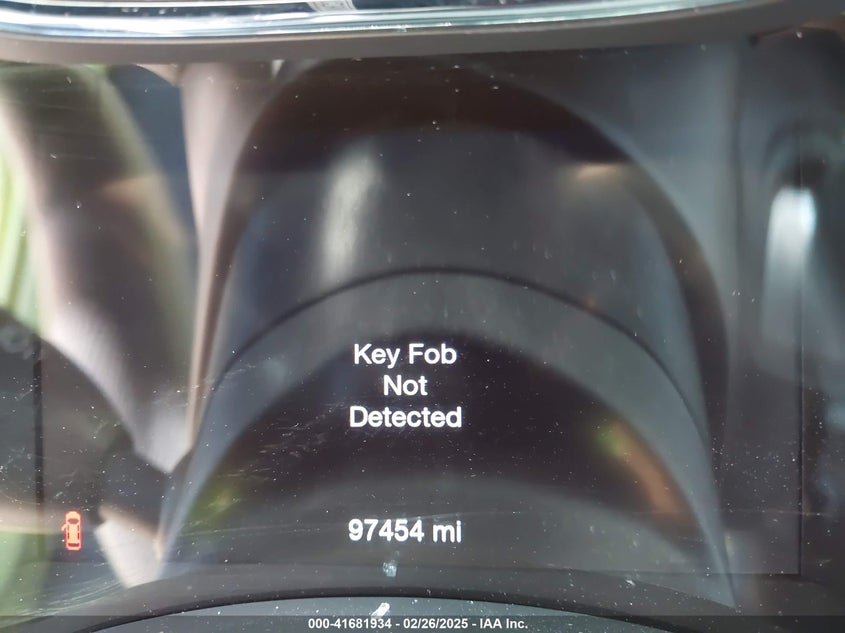 Key Fob
Not
Detected
97454 mi
000-41681934 - 02/26/2025 - IAA Inc.